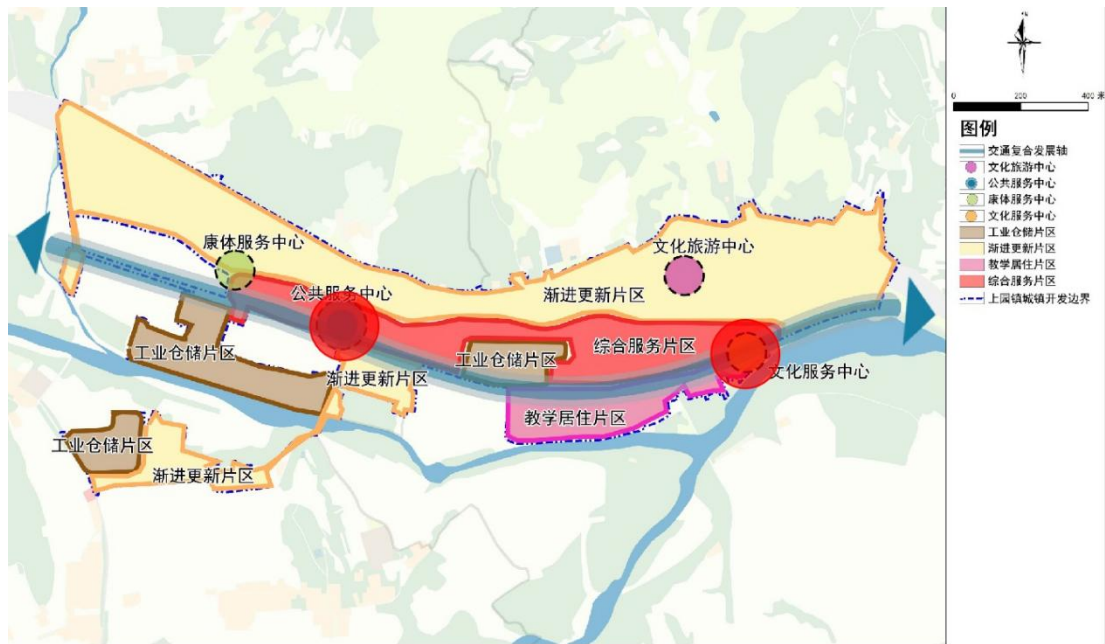 康体服务中心
文化旅游中心
公共服务中心
渐进更新片区
综合服务片区
工业仓储片区
工业仓储片区
渐进更新片区
文化服务中心
教学居住片区
工业仓储片区
渐进更新片区
0 200 400 米
图例
交通复合发展轴
文化旅游中心
公共服务中心
康体服务中心
文化服务中心
工业仓储片区
渐进更新片区
教学居住片区
综合服务片区
上园镇城镇开发边界